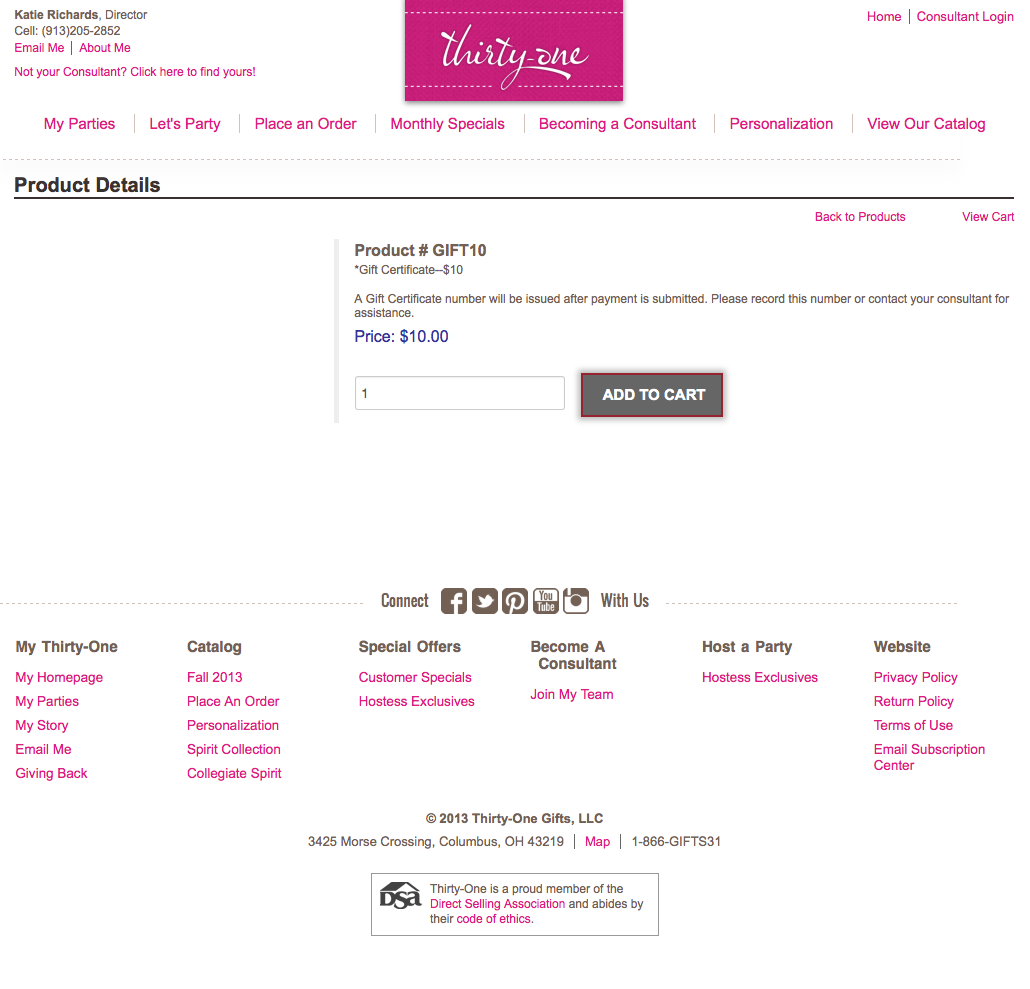 Katie Richards, Director
Cell: (913)205-2852
Email Me | About Me
Not your Consultant? Click here to find yours!
thirty-one
Home | Consultant Login
My Parties
Let's Party
Place an Order
Monthly Specials
Becoming a Consultant
Personalization
View Our Catalog
Product Details
Back to Products
View Cart
Product # GIFT10
*Gift Certificate--$10
A Gift Certificate number will be issued after payment is submitted. Please record this number or contact your consultant for
assistance.
Price: $10.00
1
ADD TO CART
Connect
You
Tube
With Us
My Thirty-One
My Homepage
My Parties
My Story
Email Me
Giving Back
Catalog
Fall 2013
Place An Order
Personalization
Spirit Collection
Collegiate Spirit
Special Offers
Customer Specials
Hostess Exclusives
Become A
Consultant
Join My Team
Host a Party
Hostess Exclusives
Website
Privacy Policy
Return Policy
Terms of Use
Email Subscription
Center
© 2013 Thirty-One Gifts, LLC
3425 Morse Crossing, Columbus, OH 43219 | Map | 1-866-GIFTS31
DSA
Thirty-One is a proud member of the
Direct Selling Association and abides by
their code of ethics.